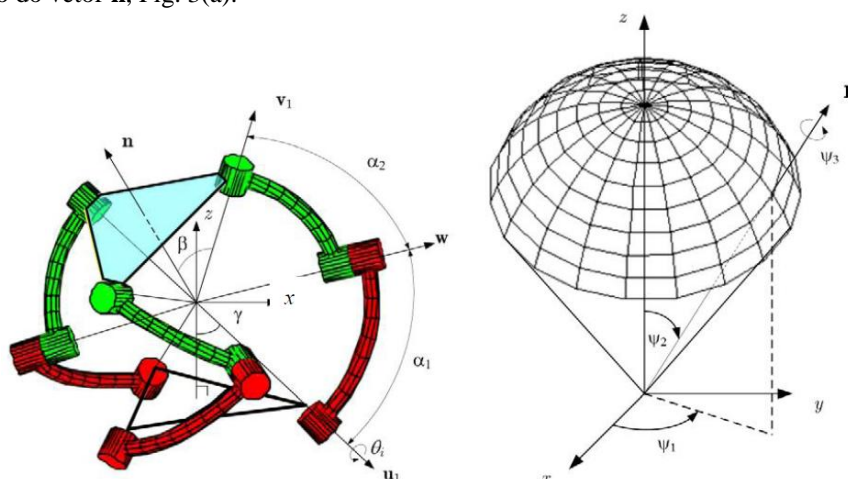 do vetor n, Fig. 3(a).
z
v₁
n
α₂
ψ₃
z
w
β
x
γ
α₁
ψ₂
θᵢ
u₁
y
ψ₁